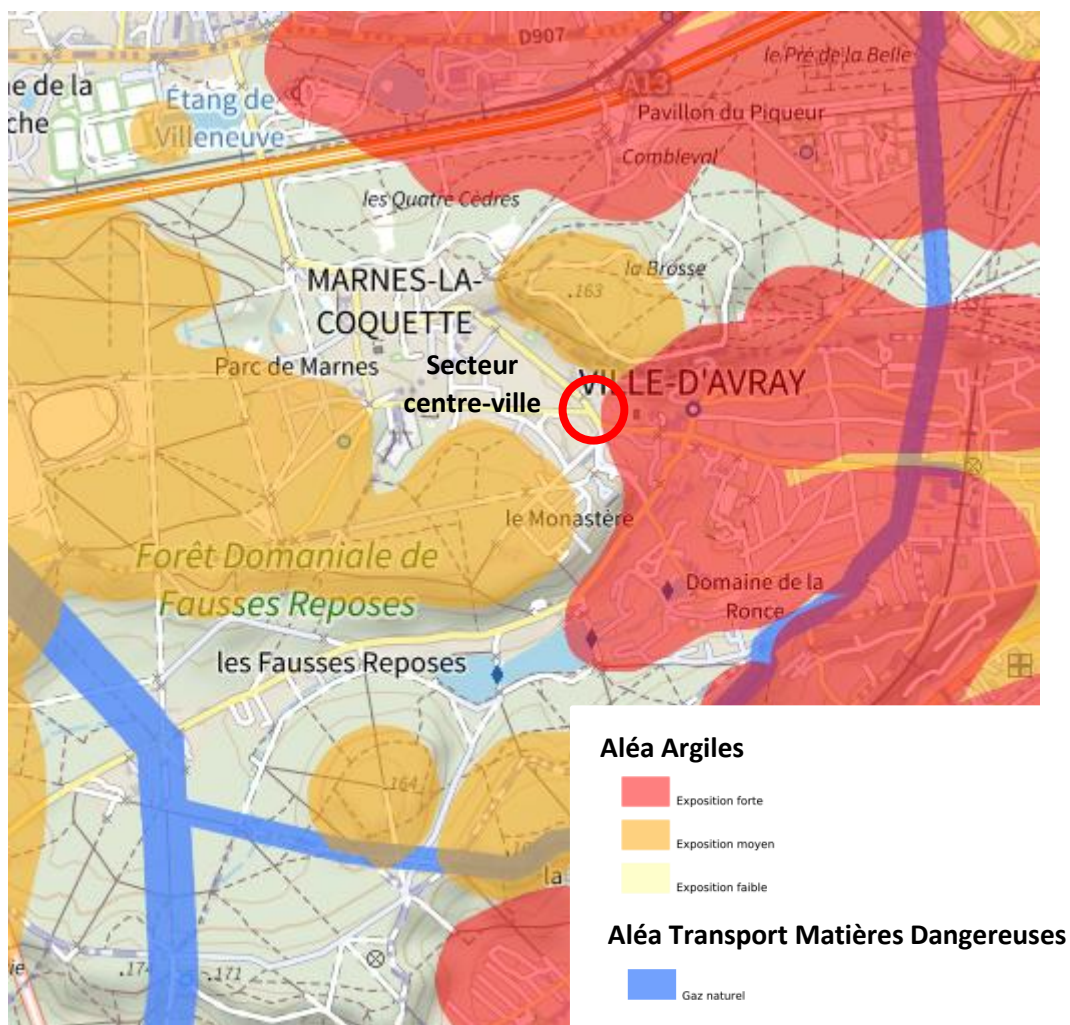 D907
le Pré de la Belle
ne de la
che
Étang de
Villeneuve
A13
Pavillon du Piqueur
Combleval
les Quatre Cèdres
la Brosse
.163
MARNES-LA-
COQUETTE
Parc de Marnes
Secteur
centre-ville
VILLE-D'AVRAY
le Monastère
Forêt Domaniale de
Fausses Reposes
Domaine de la
Ronce
les Fausses Reposes
164
la
.174
.171
ie
Aléa Argiles
Exposition forte
Exposition moyen
Exposition faible
Aléa Transport Matières Dangereuses
Gaz naturel